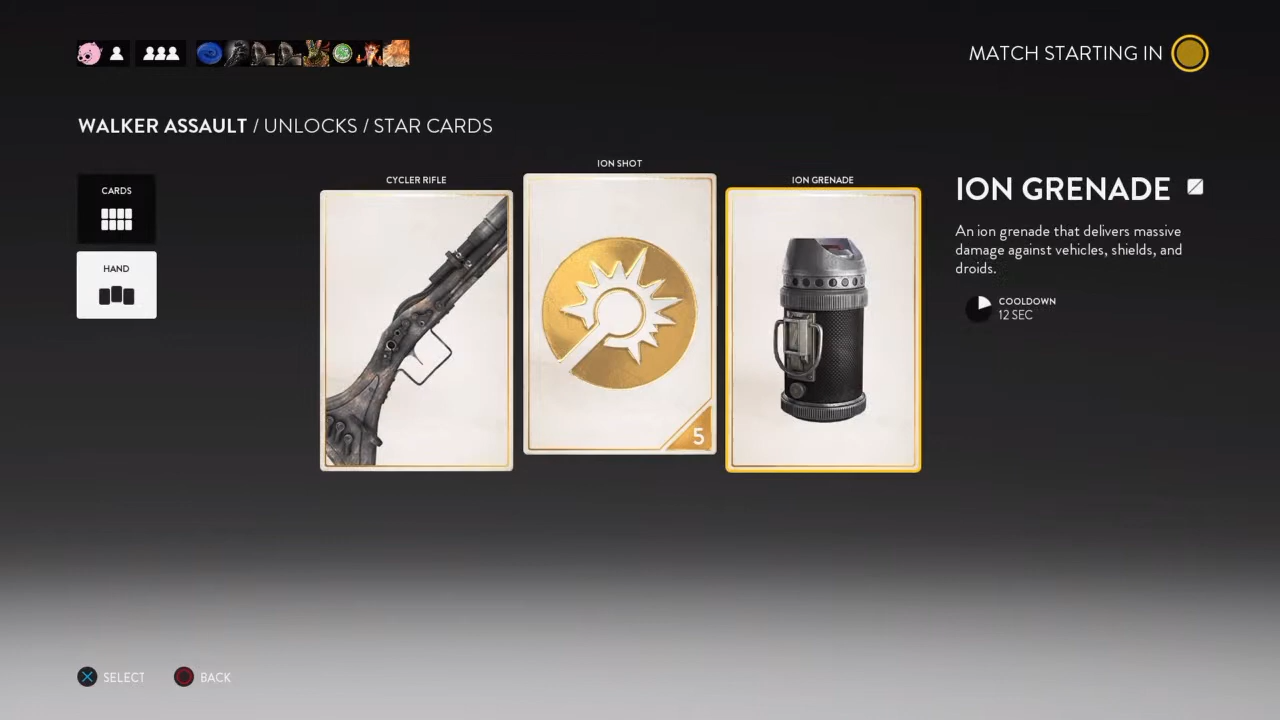 MATCH STARTING IN
WALKER ASSAULT / UNLOCKS / STAR CARDS
CARDS
HAND
CYCLER RIFLE
ION SHOT
5
ION GRENADE
ION GRENADE
An ion grenade that delivers massive
damage against vehicles, shields, and
droids.
COOLDOWN
12 SEC
SELECT
BACK